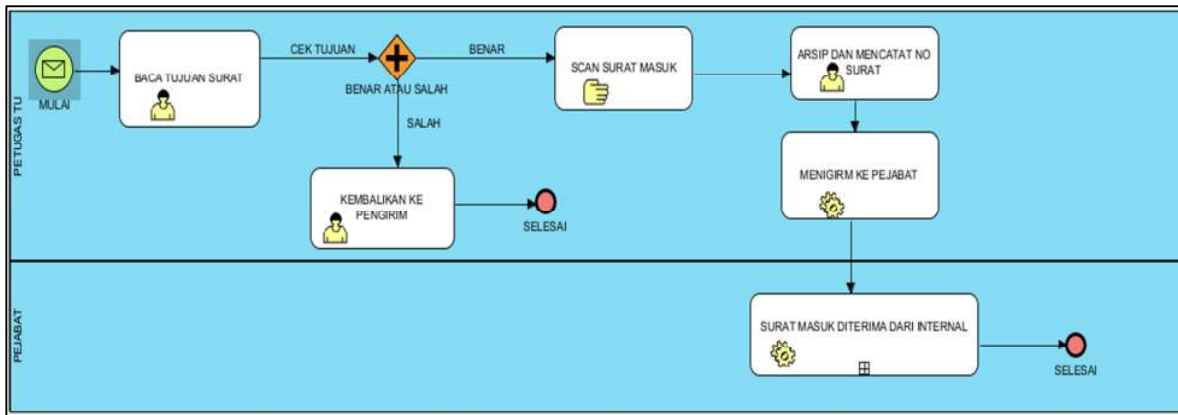 PETUGAS TU
MULAI
BACA TUJUAN SURAT
CEK TUJUAN
BENAR ATAU SALAH
BENAR
SCAN SURAT MASUK
ARSIP DAN MENCATAT NO
SURAT
SALAH
KEMBALIKAN KE
PENGIRIM
SELESAI
MENIGIRM KE PEJABAT
PEJABAT
SURAT MASUK DITERIMA DARI INTERNAL
SELESAI